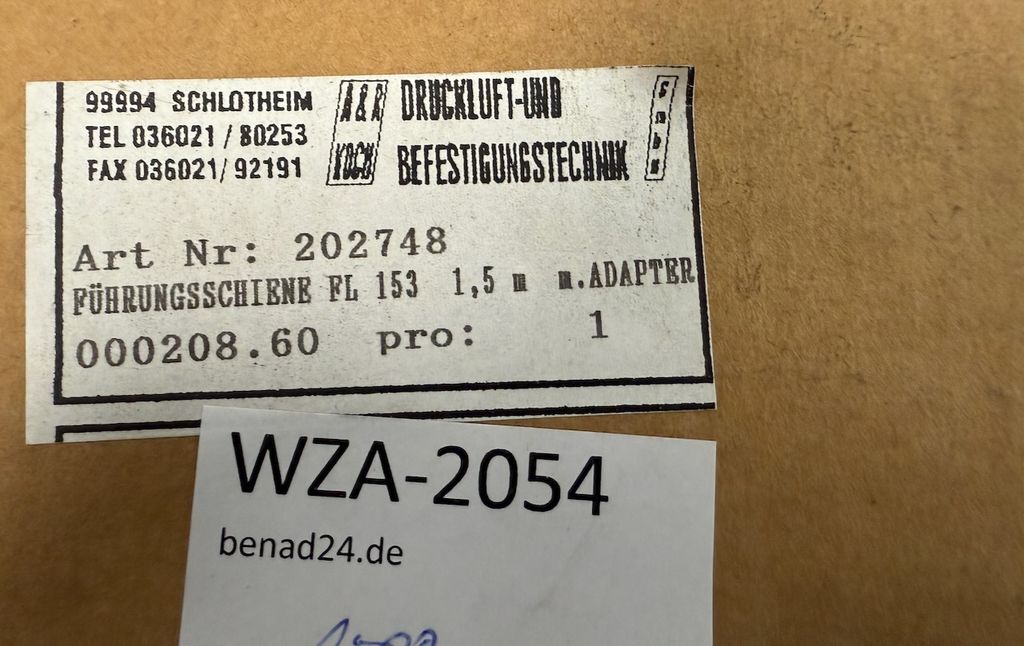 99994 SCHLOTHEIM
TEL 036021 / 80253
FAX 036021/ 92191
A & R
KOCH
DRUCKLUFT-UND
BEFESTIGUNGSTECHNIK
GmbH
Art Nr: 202748
FÜHRUNGSSCHIENE FL 153 1,5 m m.ADAPTER
000208.60 pro: 1
WZA-2054
benad24.de